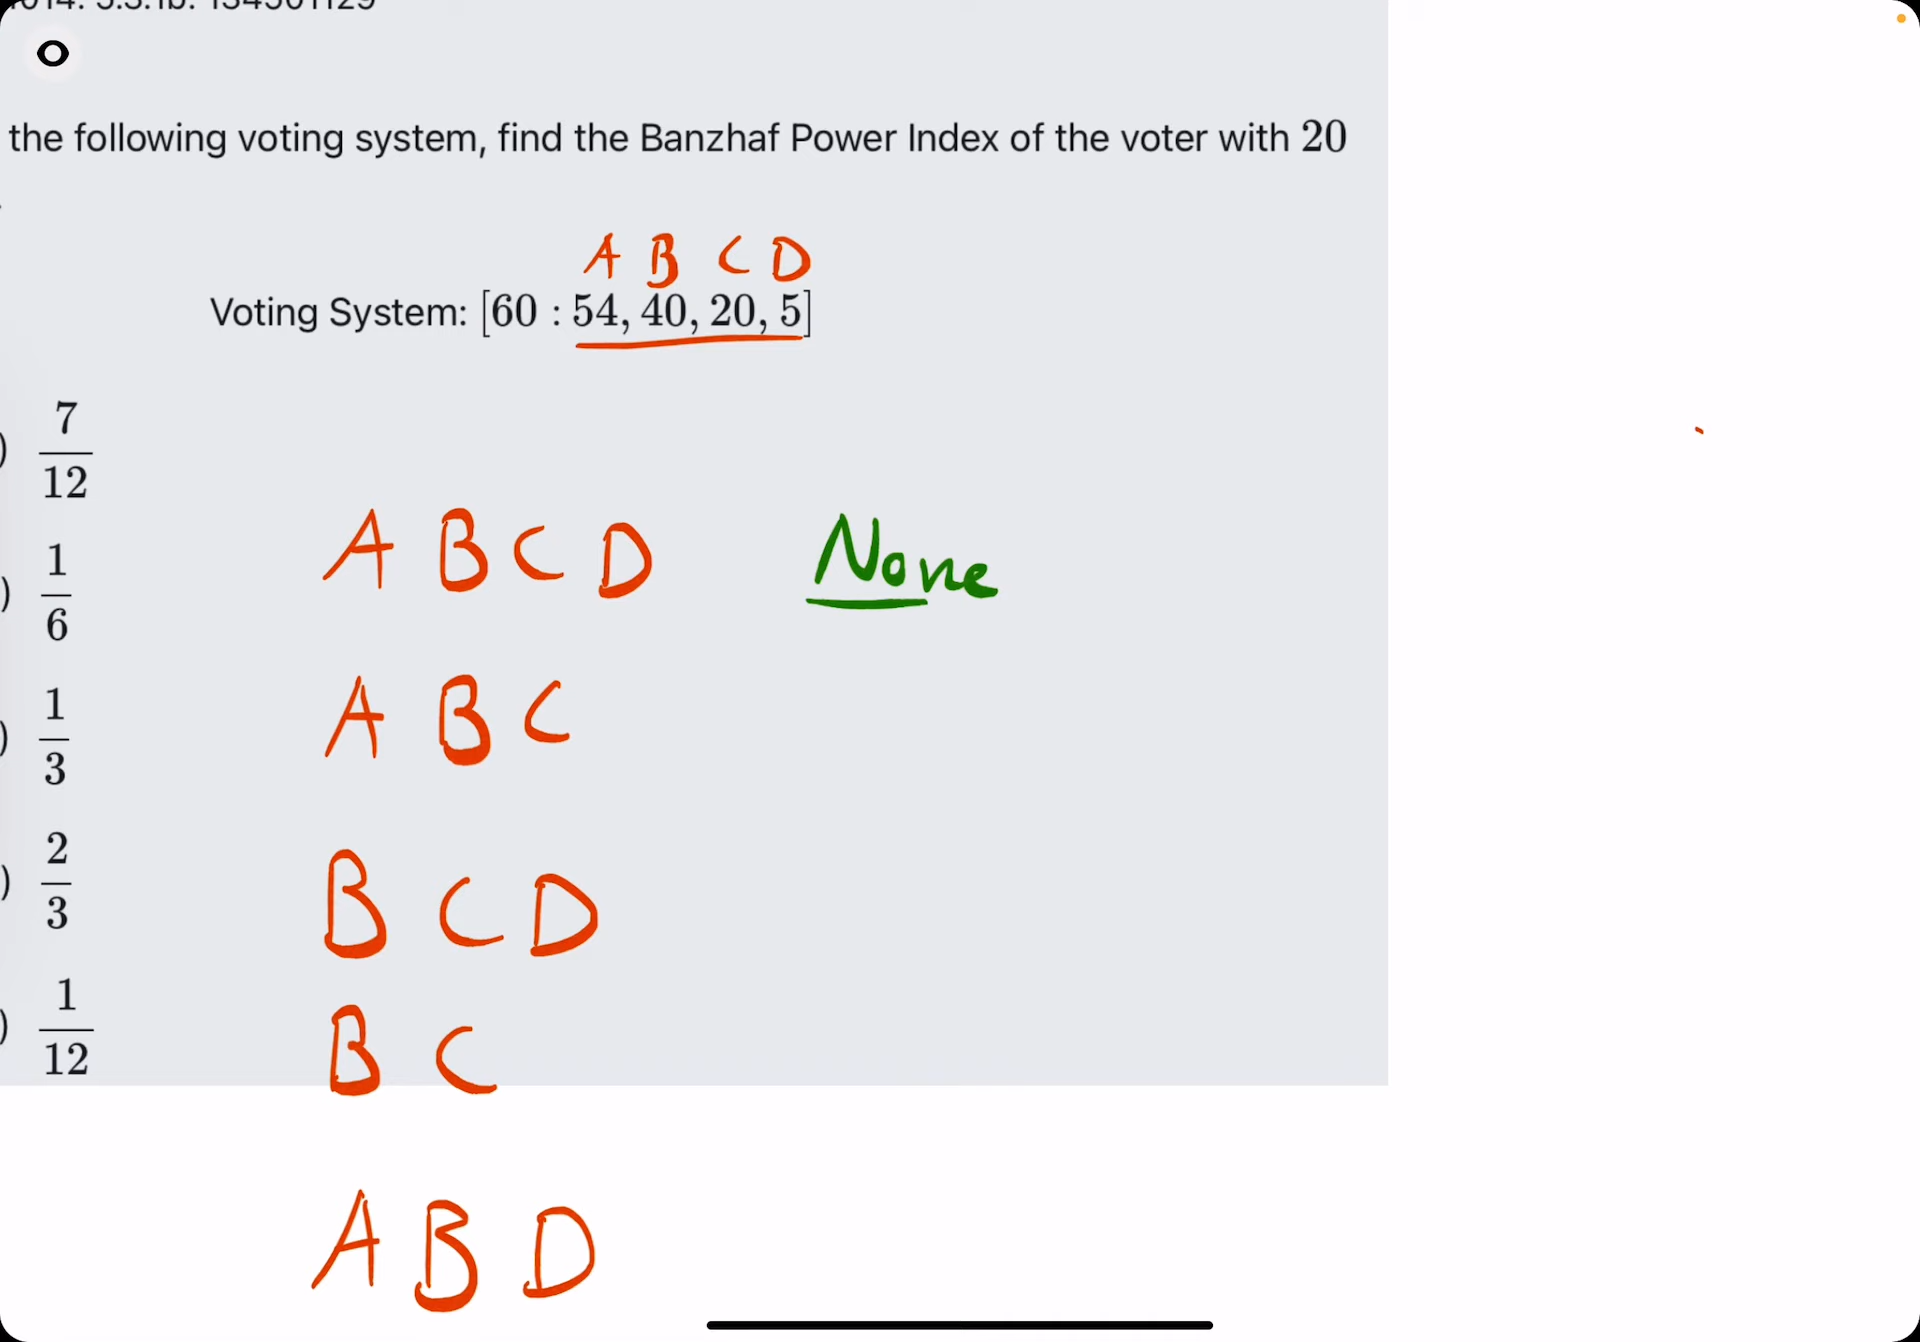 the following voting system, find the Banzhaf Power Index of the voter with 20
A B C D
Voting System: [60 : 54, 40, 20, 5]
) 7/12
) 1/6
) 1/3
) 2/3
) 1/12
A B C D None
A B C
B C D
B C
A B D